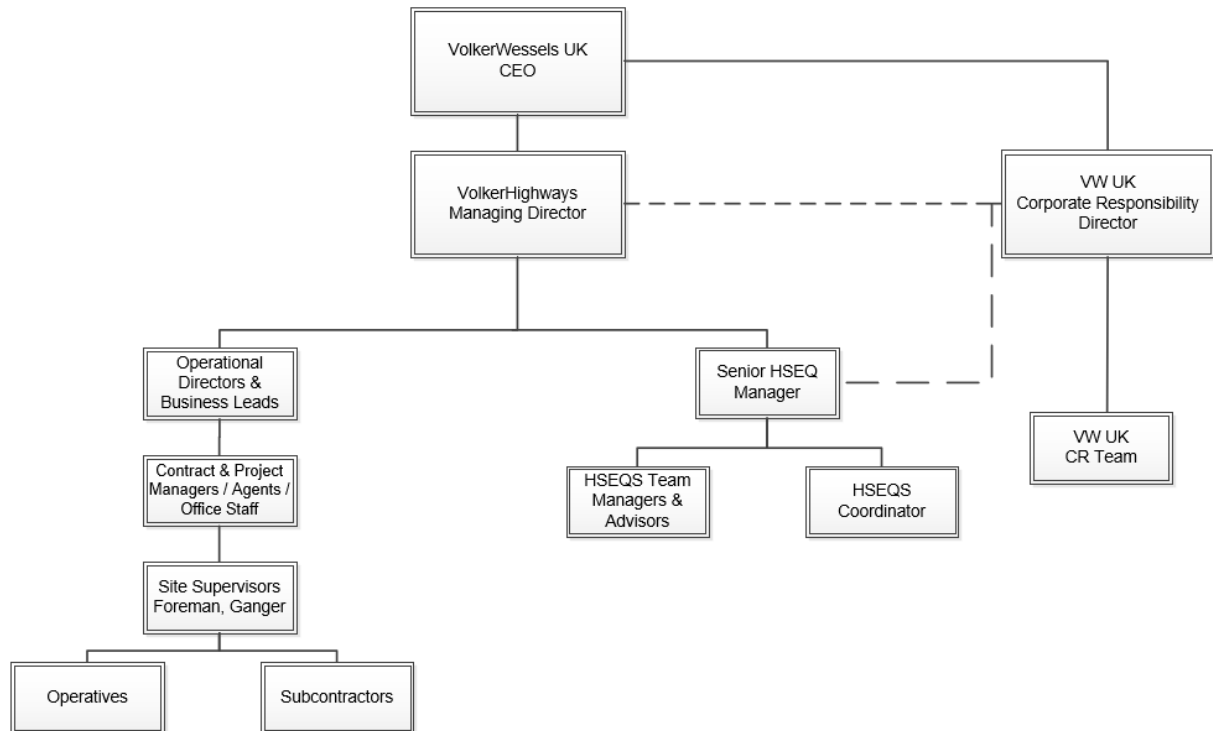 VolkerWessels UK
CEO
VolkerHighways
Managing Director
VW UK
Corporate Responsibility
Director
Operational
Directors &
Business Leads
Senior HSEQ
Manager
VW UK
CR Team
Contract & Project
Managers / Agents /
Office Staff
HSEQS Team
Managers &
Advisors
HSEQS
Coordinator
Site Supervisors
Foreman, Ganger
Operatives
Subcontractors